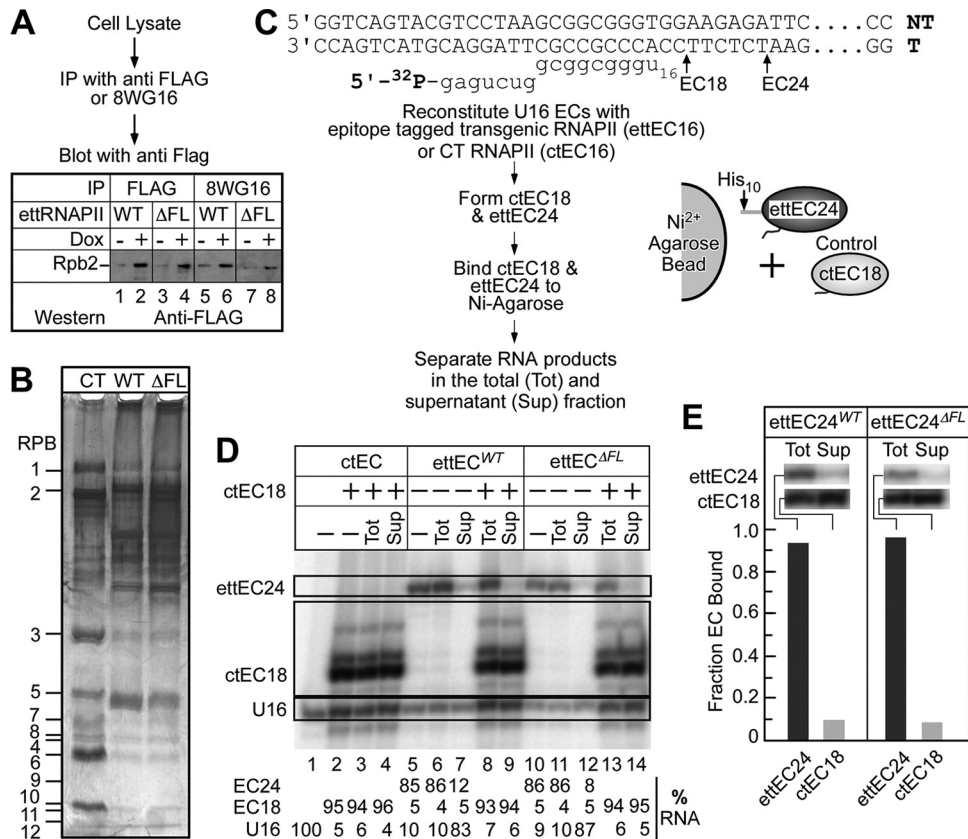 A
Cell Lysate
IP with anti FLAG
or 8WG16
Blot with anti Flag
IP FLAG 8WG16
ettRNAPII WT ΔFL WT ΔFL
Dox - + - + - + - +
Rpb2-
1 2 3 4 5 6 7 8
Western Anti-FLAG
B
CT WT ΔFL
RPB
1
2
3
5
7
8
4
6
9
10
11
12
C
5'GGTCAGTACGTCCTAAGCGGCGGGTGGAAGAGATTC....CC NT
3'CCAGTCATGCAGGATTCGCCGCCCACCTTCTCTAAG....GG T
gcggcgggu16
5'-32P-gagucug
EC18 EC24
Reconstitute U16 ECs with
epitope tagged transgenic RNAPII (ettEC16)
or CT RNAPII (ctEC16)
Form ctEC18
& ettEC24
Bind ctEC18 &
ettEC24 to
Ni-Agarose
Separate RNA products
in the total (Tot) and
supernatant (Sup) fraction
His10
ettEC24
Ni2+
Agarose
Bead
+
Control
ctEC18
D
ctEC ettECWT ettECΔFL
ctEC18 + + + − − − + + − − − + +
− − Tot Sup − Tot Sup Tot Sup − Tot Sup Tot Sup
ettEC24
ctEC18
U16
1 2 3 4 5 6 7 8 9 10 11 12 13 14
EC24 85 86 12 86 86 8
EC18 95 94 96 5 4 5 93 94 5 4 5 94 95
U16 100 5 6 4 10 10 83 7 6 9 10 87 6 5
% RNA
E
ettEC24WT ettEC24ΔFL
Tot Sup Tot Sup
ettEC24
ctEC18
Fraction EC Bound
1.0
0.8
0.6
0.4
0.2
0
ettEC24 ctEC18 ettEC24 ctEC18